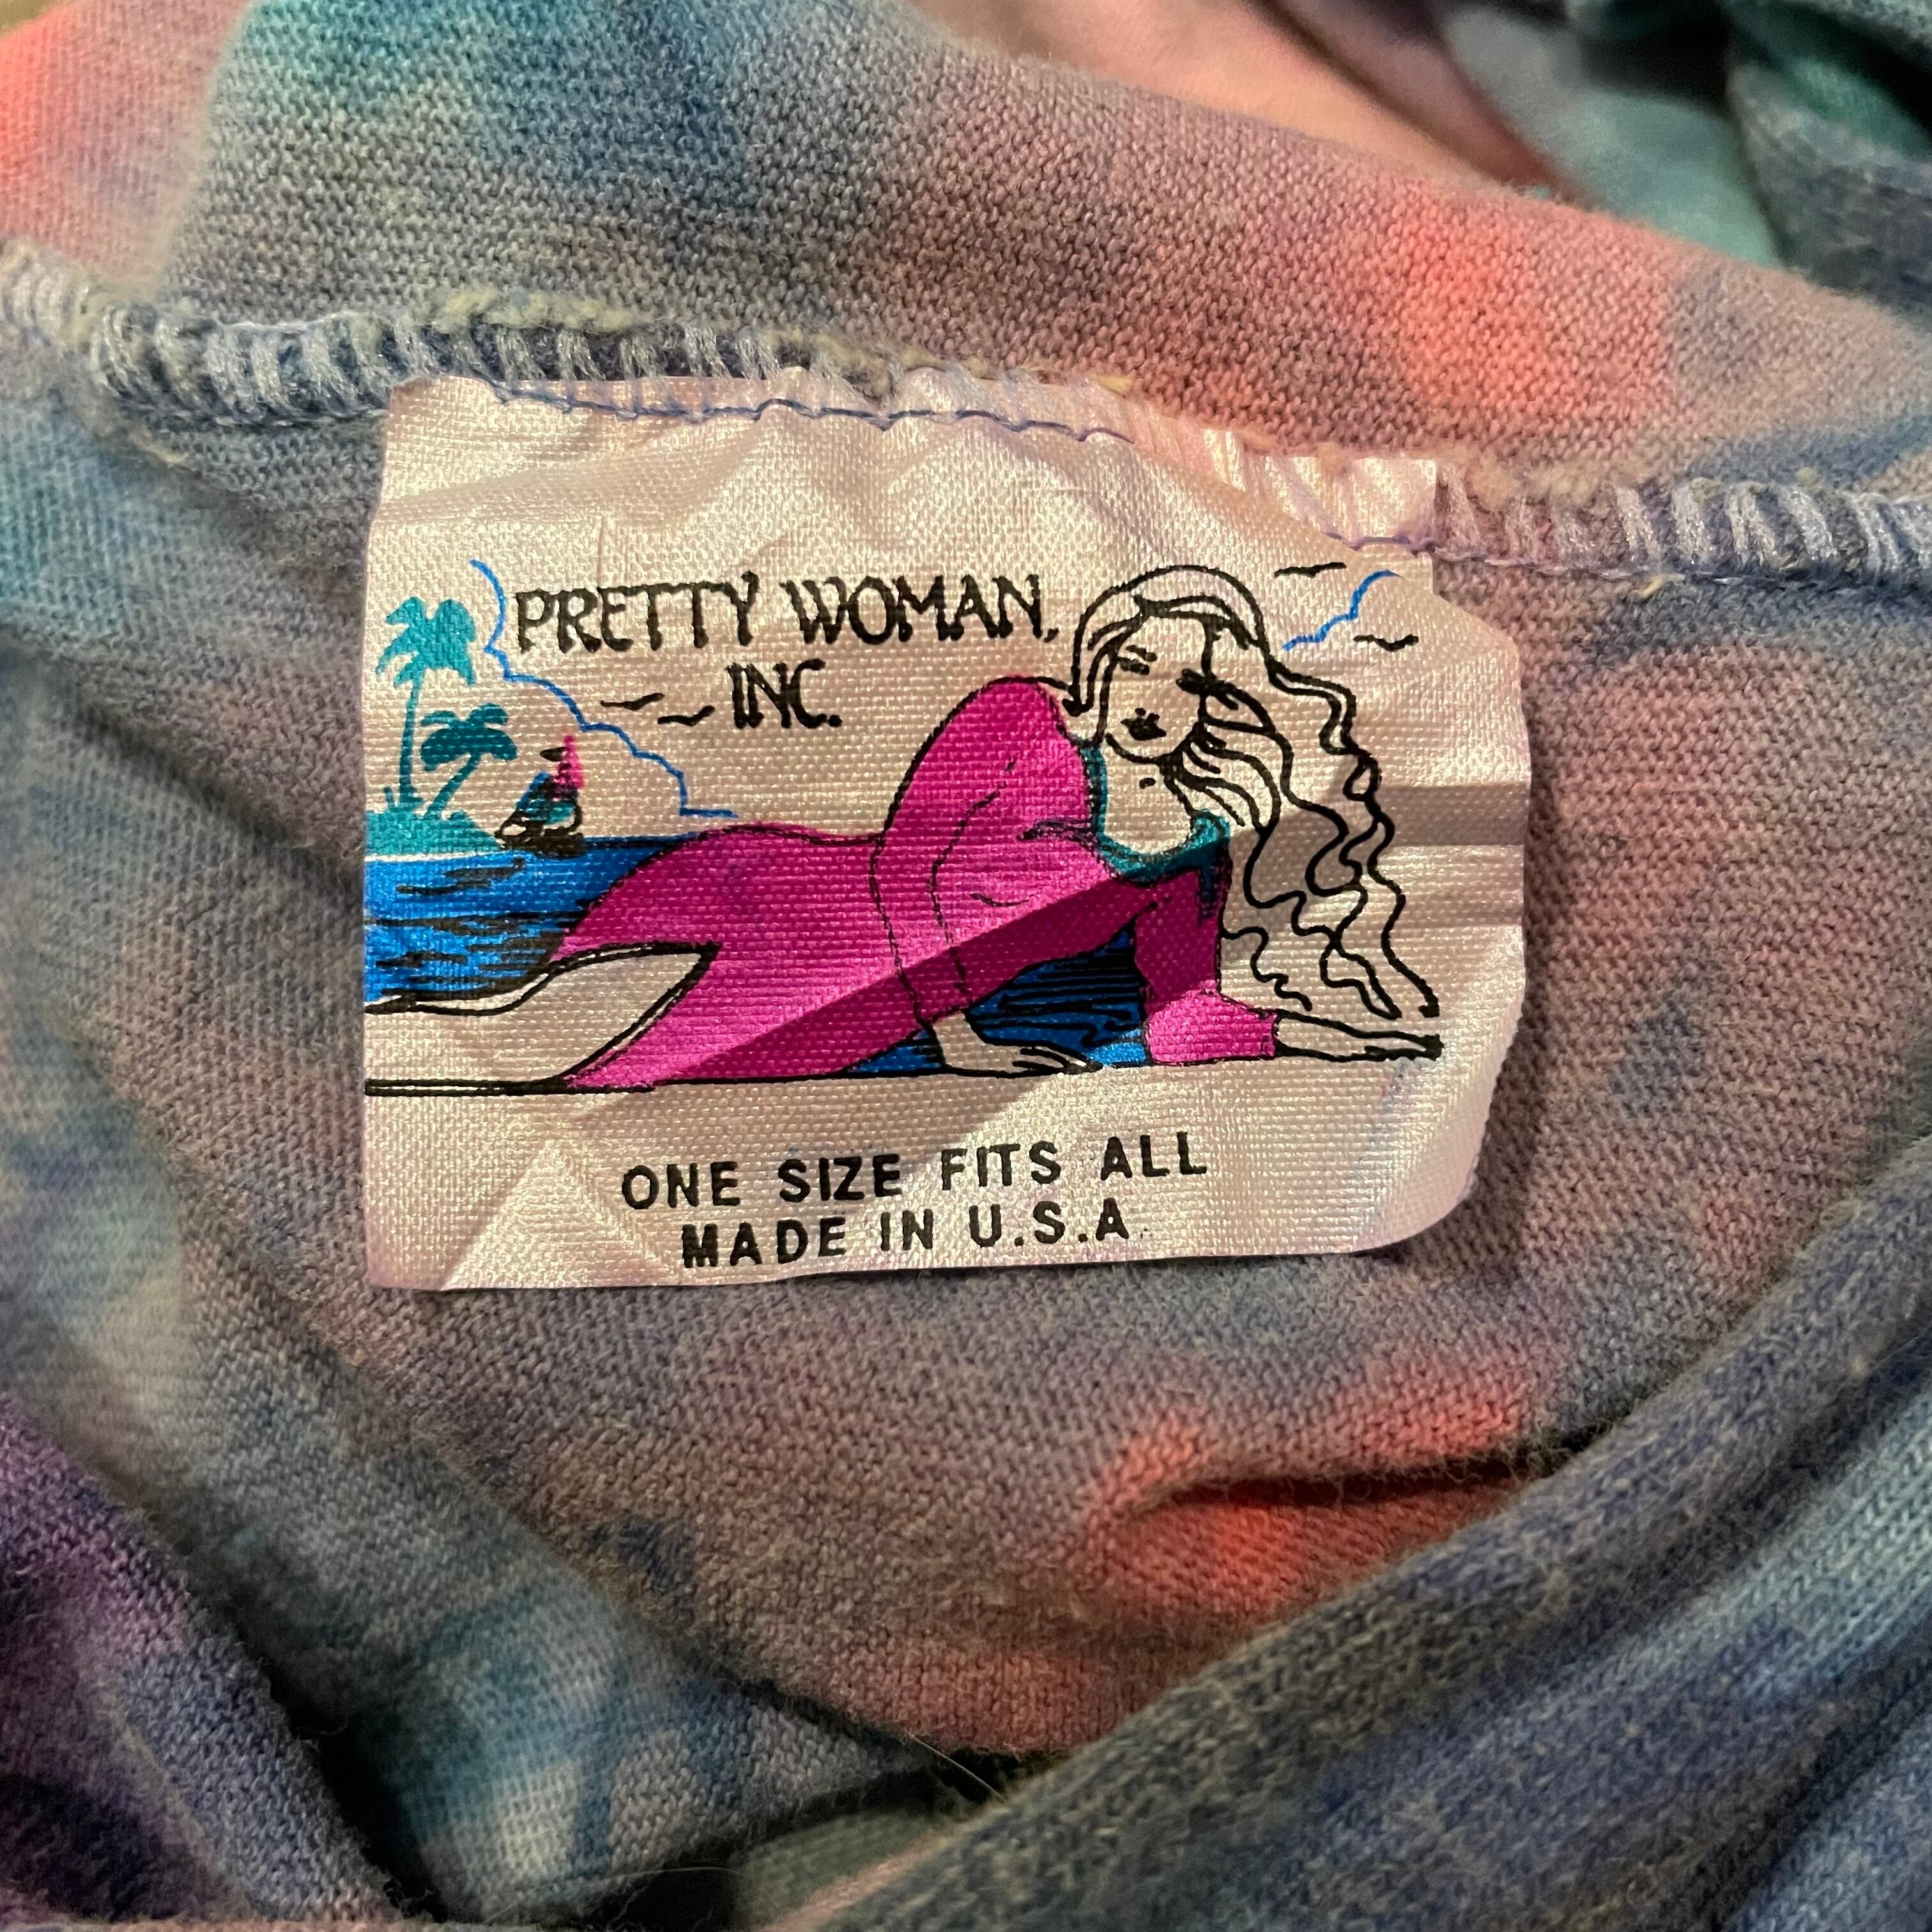 PRETTY WOMAN,
INC.
ONE SIZE FITS ALL
MADE IN U.S.A.